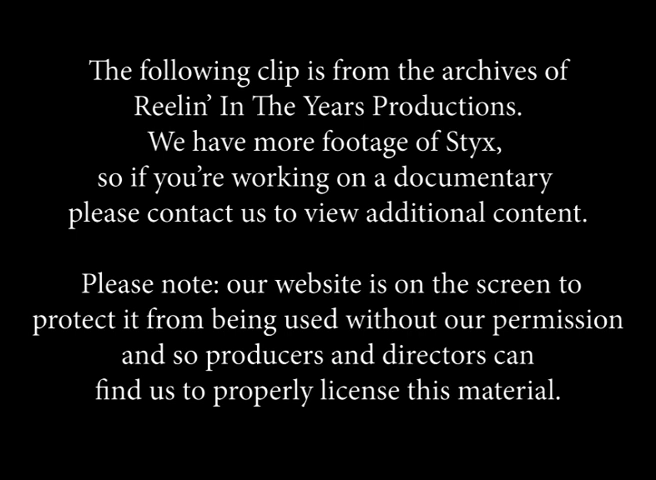 The following clip is from the archives of
Reelin’ In The Years Productions.
We have more footage of Styx,
so if you’re working on a documentary
please contact us to view additional content.
Please note: our website is on the screen to
protect it from being used without our permission
and so producers and directors can
find us to properly license this material.